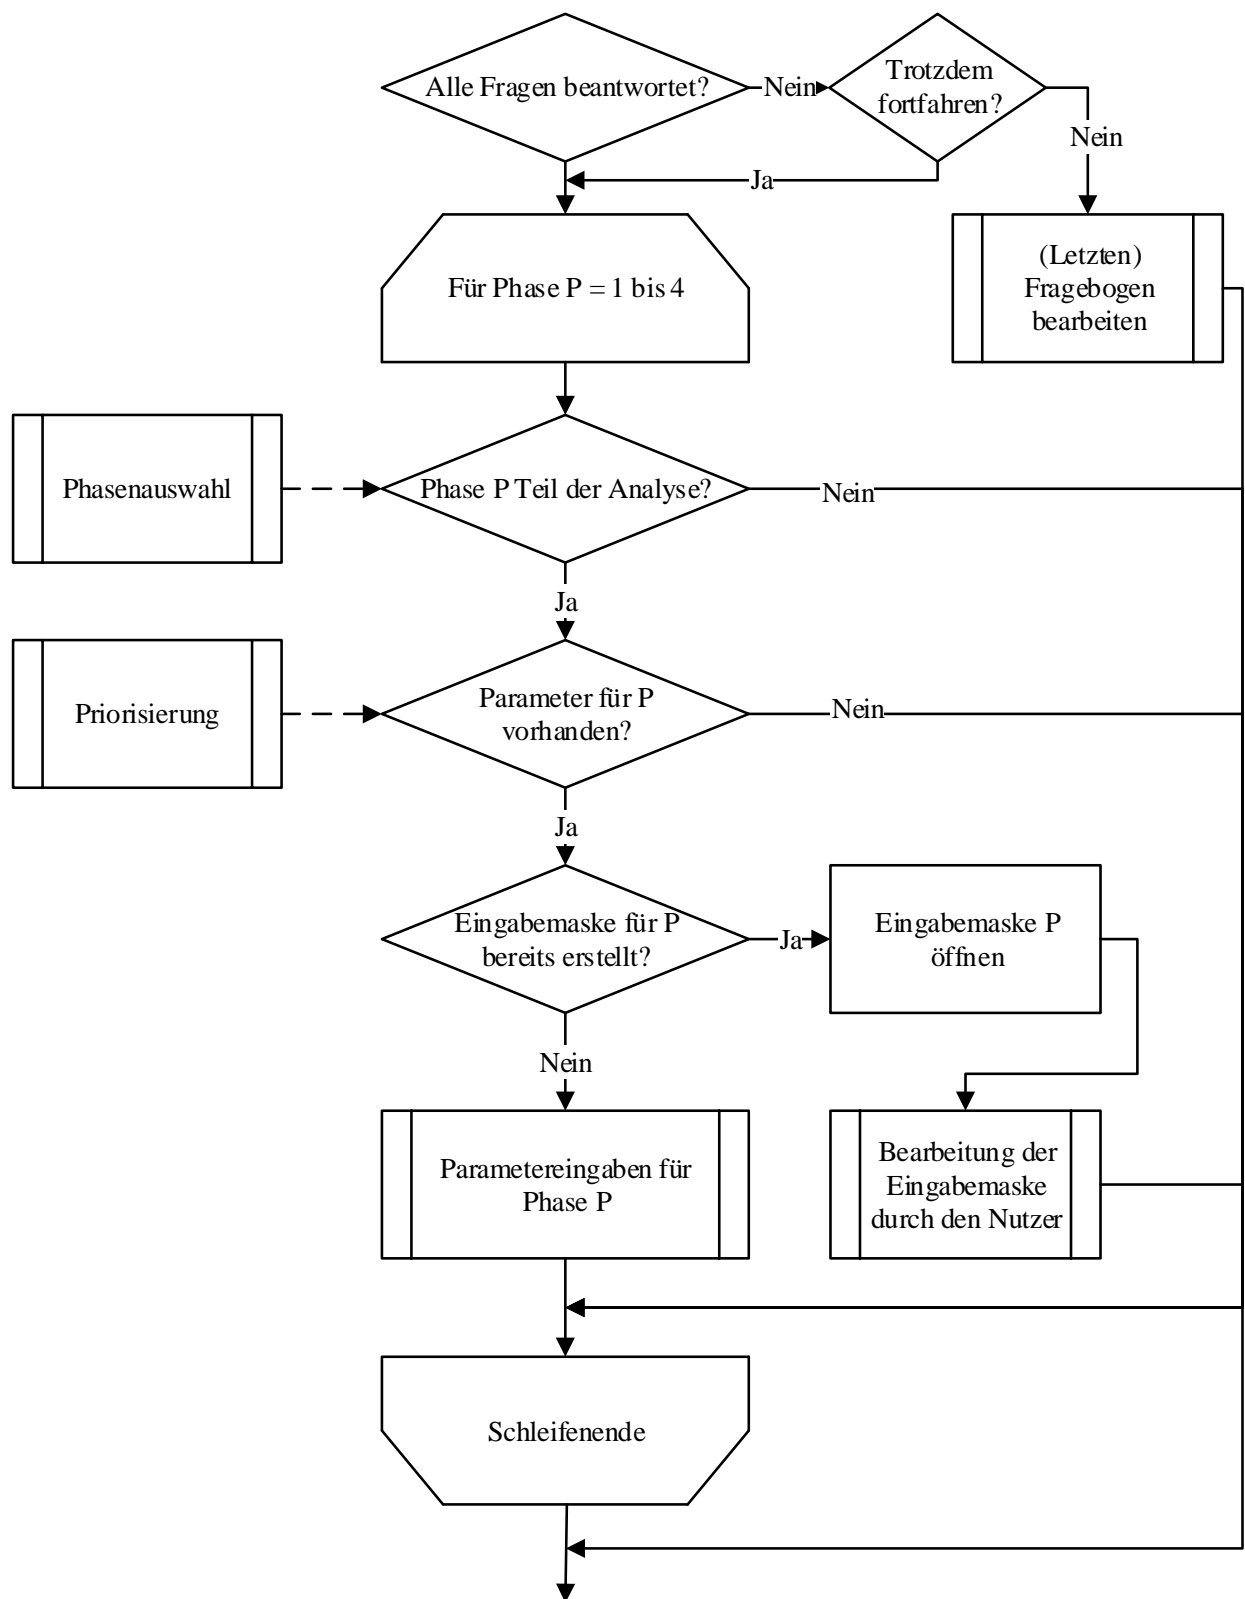 Alle Fragen beantwortet?
Nein
Trotzdem
fortfahren?
Nein
Ja
Für Phase P = 1 bis 4
(Letzten)
Fragebogen
bearbeiten
Phasenauswahl
Phase P Teil der Analyse?
Nein
Ja
Priorisierung
Parameter für P
vorhanden?
Nein
Ja
Eingabemaske für P
bereits erstellt?
Ja
Eingabemaske P
öffnen
Nein
Parametereingaben für
Phase P
Bearbeitung der
Eingabemaske
durch den Nutzer
Schleifenende